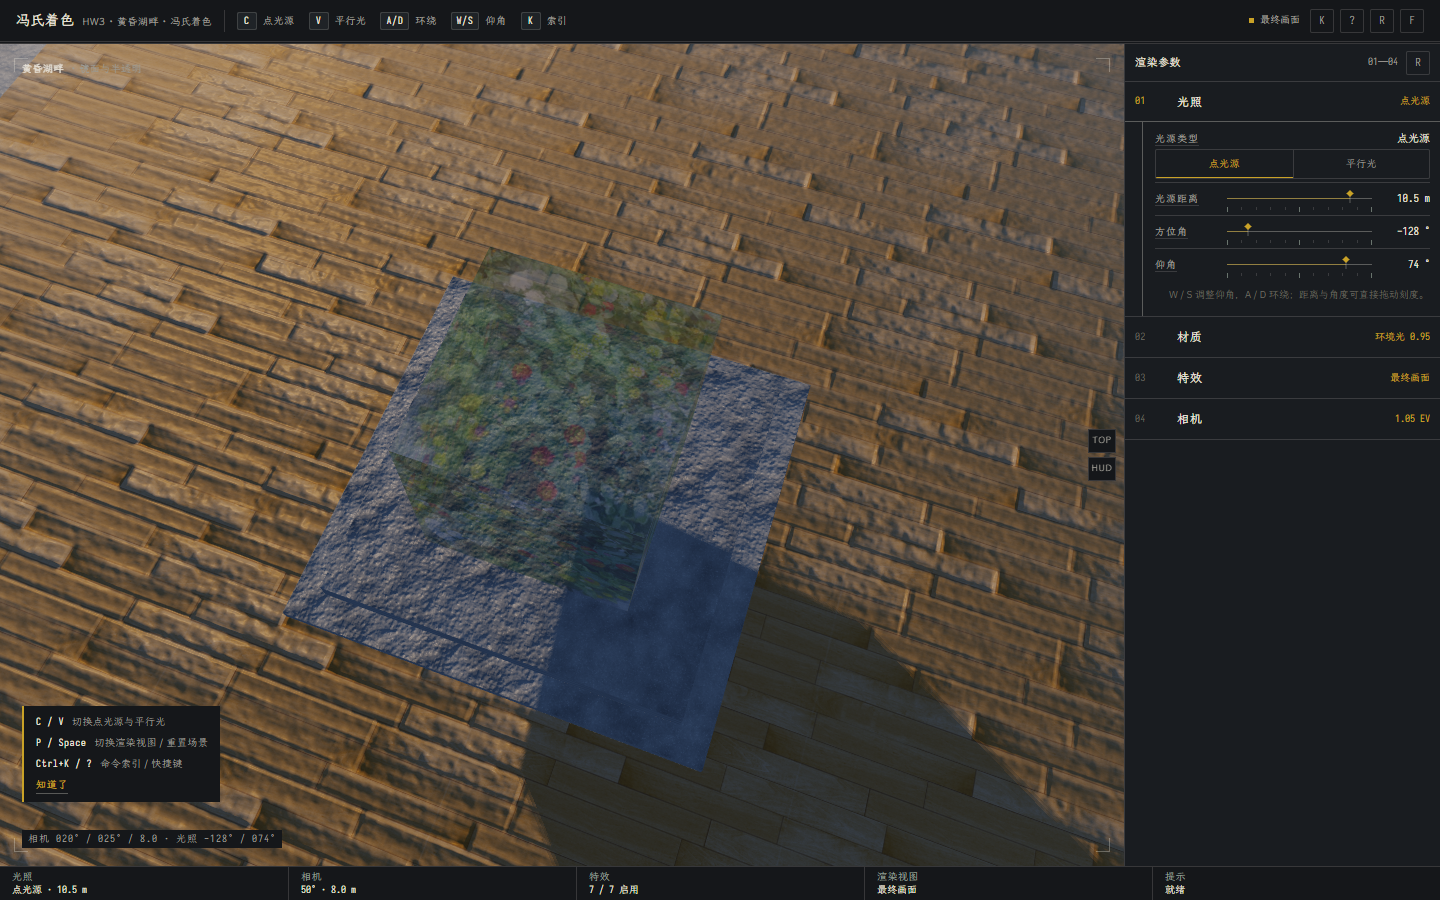 冯氏着色 HW3・黄昏湖畔・冯氏着色 C 点光源 V 平行光 A/D 环绕 W/S 仰角 K 索引 最终画面 K ? R F
黄昏湖畔
渲染参数 01—04 R
01 光照 点光源
光源类型 点光源
点光源 平行光
光源距离 10.5 m
方位角 -128 °
仰角 74 °
W / S 调整仰角，A / D 环绕；距离与角度可直接拖动刻度。
02 材质 环境光 0.95
03 特效 最终画面
04 相机 1.05 EV
TOP
HUD
C / V 切换点光源与平行光
P / Space 切换渲染视图 / 重置场景
Ctrl+K / ? 命令索引 / 快捷键
知道了
相机 020° / 025° / 8.0 · 光照 -128° / 074°
光照 相机 特效 渲染视图 提示
点光源 · 10.5 m 50° · 8.0 m 7 / 7 启用 最终画面 就绪